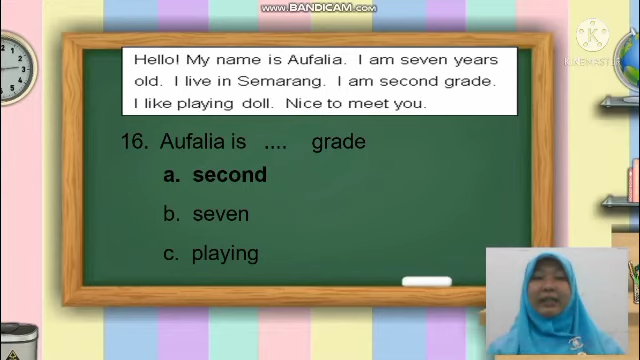 www.BANDICAM.com
KINEMASTER
Hello! My name is Aufalia. I am seven years
old. I live in Semarang. I am second grade.
I like playing doll. Nice to meet you.
16. Aufalia is .... grade
a. second
b. seven
c. playing